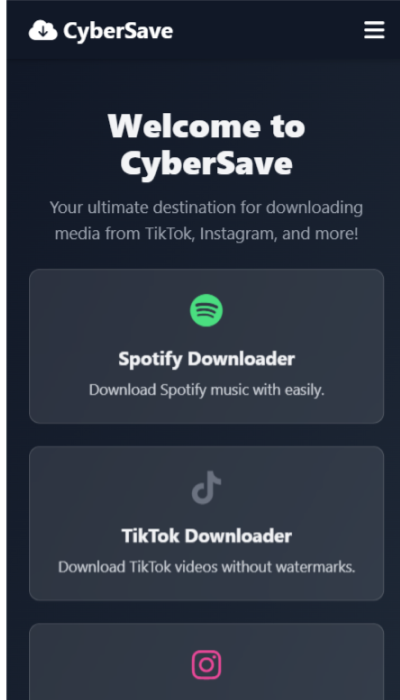 CyberSave
Welcome to
CyberSave
Your ultimate destination for downloading
media from TikTok, Instagram, and more!
Spotify Downloader
Download Spotify music with easily.
TikTok Downloader
Download TikTok videos without watermarks.